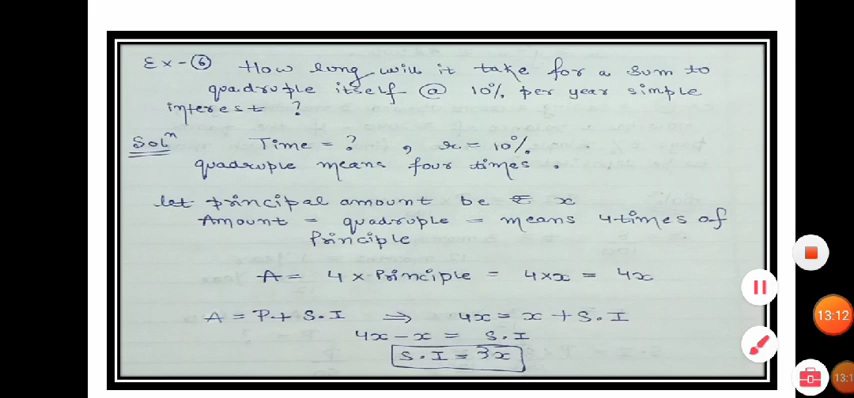 Ex-⑥ How long will it take for a sum to
quadruple itself @ 10% per year simple
interest ?
Solⁿ Time = ? , r = 10%
quadruple means four times .
let principal amount be x
Amount = quadruple = means 4 times of
Principle
A = 4 × Principle = 4×x = 4x
A = P + S.I ⇒ 4x = x + S.I
4x - x = S.I
S.I = 3x
13:12